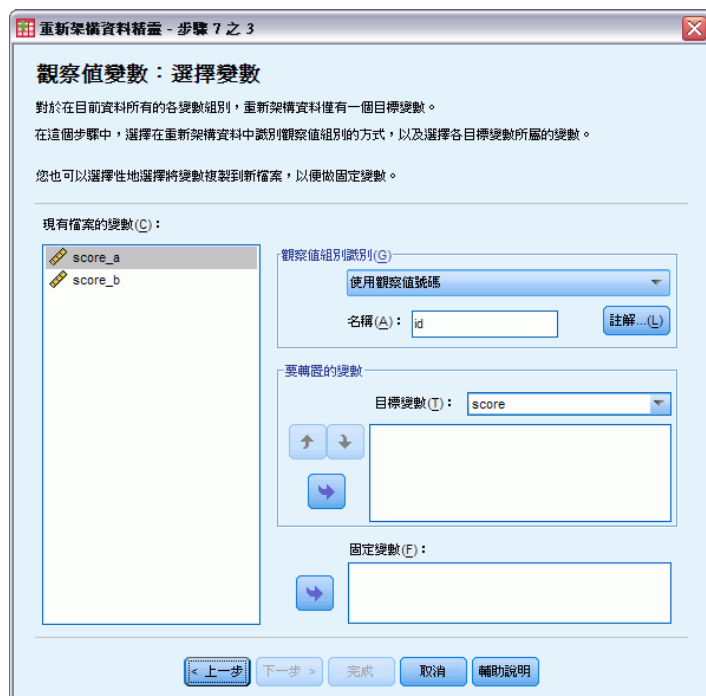 重新架構資料精靈 - 步驟 7 之 3
觀察值變數：選擇變數
對於在目前資料所有的各變數組別，重新架構資料僅有一個目標變數。
在這個步驟中，選擇在重新架構資料中識別觀察值組別的方式，以及選擇各目標變數所屬的變數。
您也可以選擇性地選擇將變數複製到新檔案，以便做固定變數。
現有檔案的變數(C)：
score_a
score_b
觀察值組別識別(G)
使用觀察值號碼
名稱(A)：
id
註解...(L)
要轉置的變數
目標變數(T)：
score
固定變數(F)：
< 上一步
下一步 >
完成
取消
輔助說明